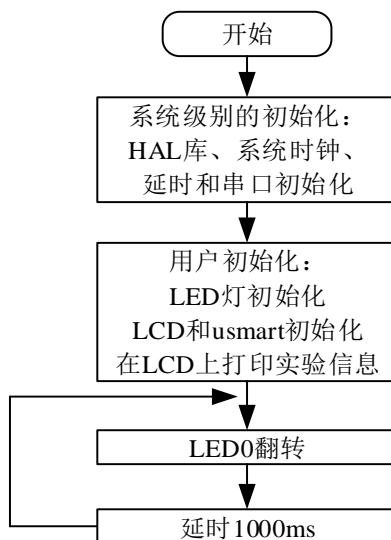 开始
系统级别的初始化：
HAL库、系统时钟、
延时和串口初始化
用户初始化：
LED灯初始化
LCD和usmart初始化
在LCD上打印实验信息
LED0翻转
延时1000ms